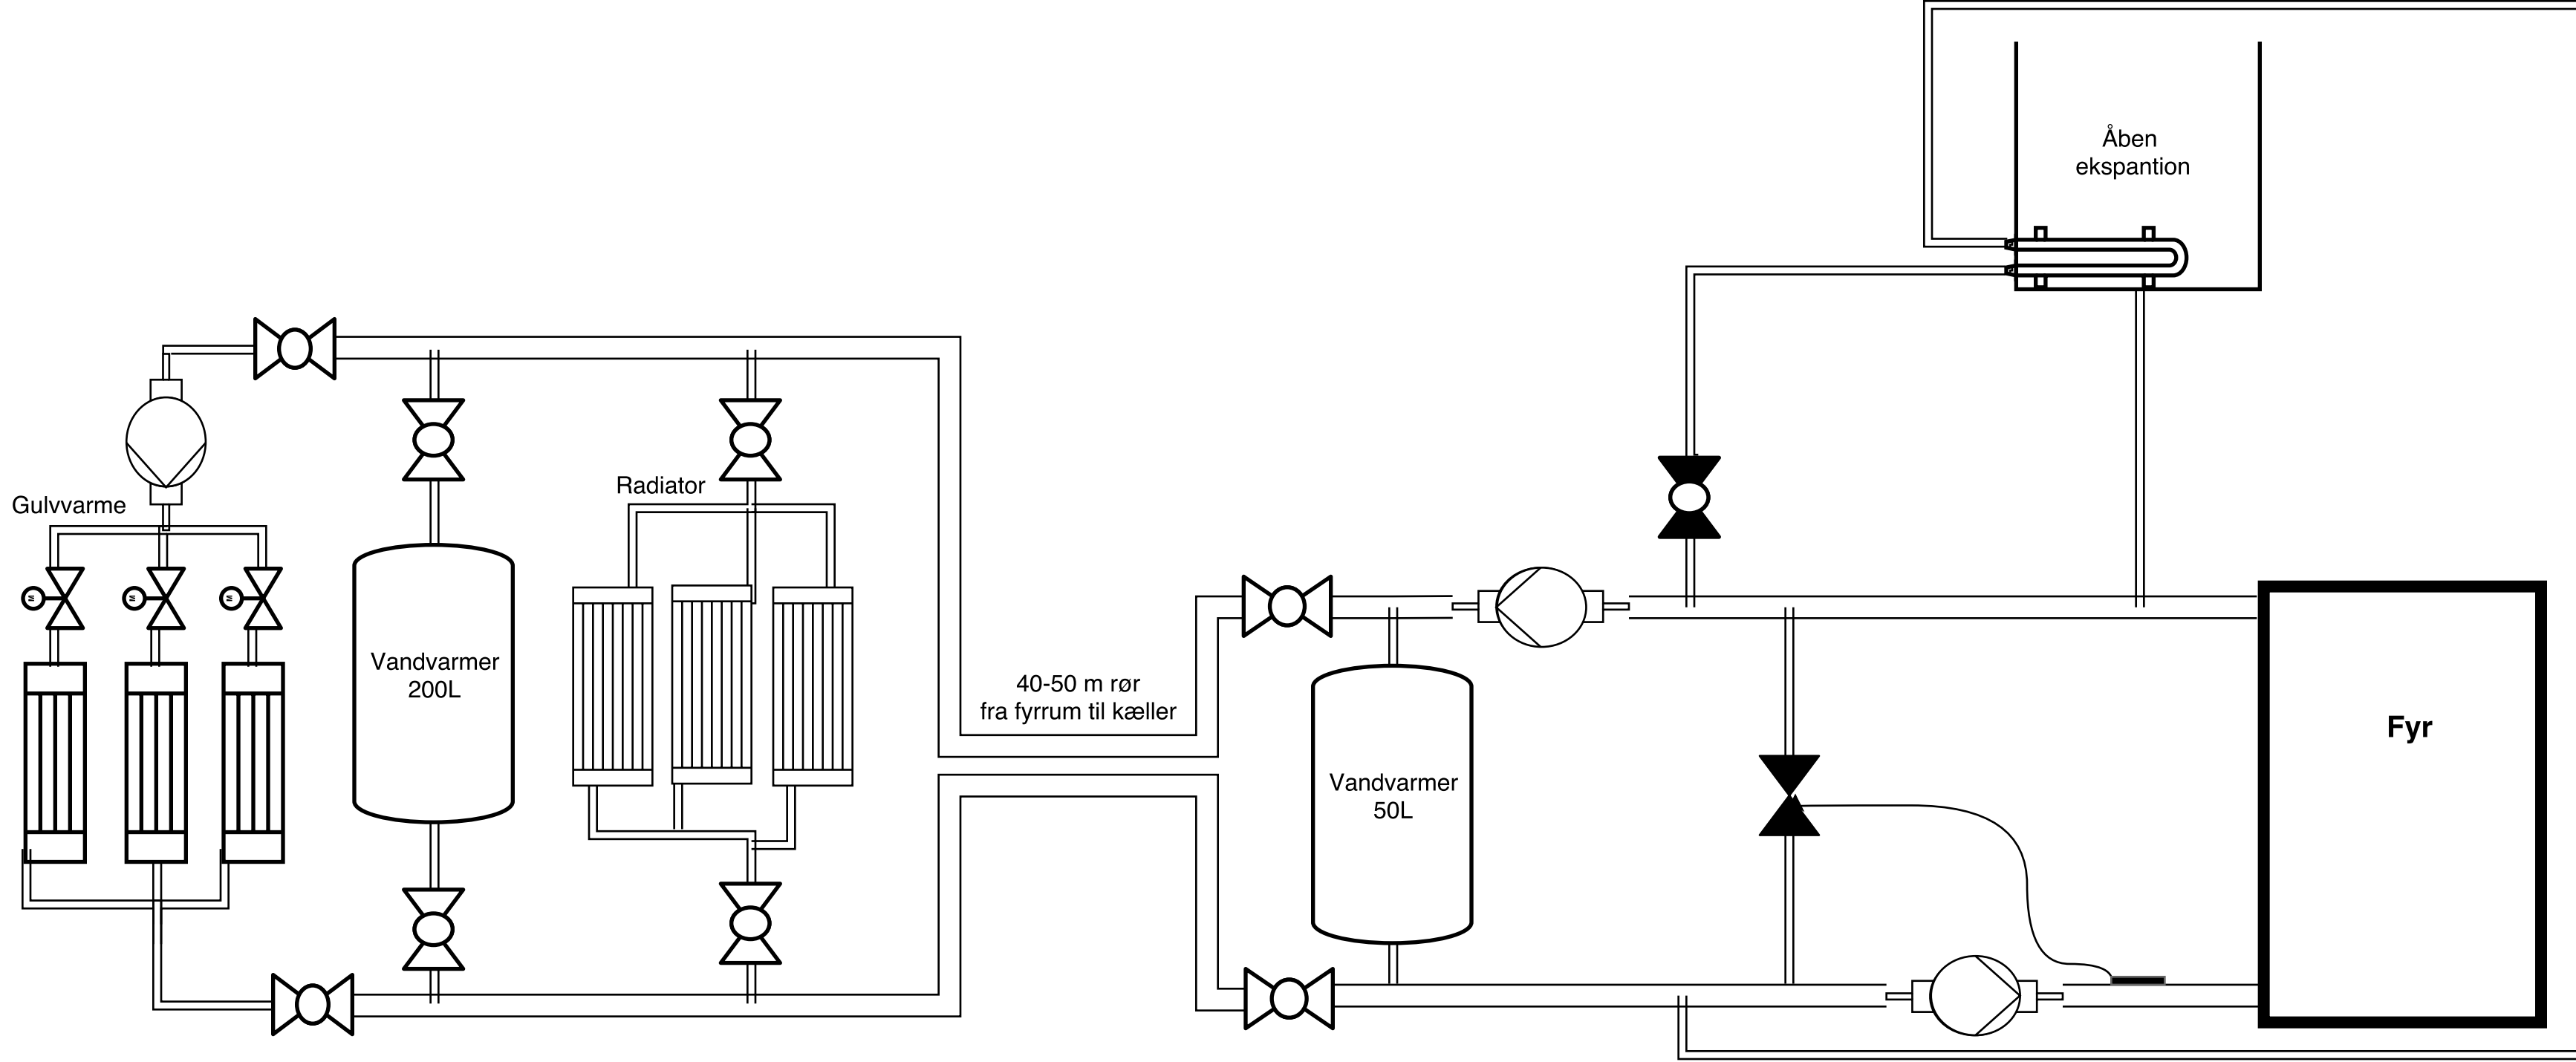 Åben
ekspantion
Radiator
Gulvvarme
M
M
M
Vandvarmer
200L
40-50 m rør
fra fyrrum til kæller
Vandvarmer
50L
Fyr